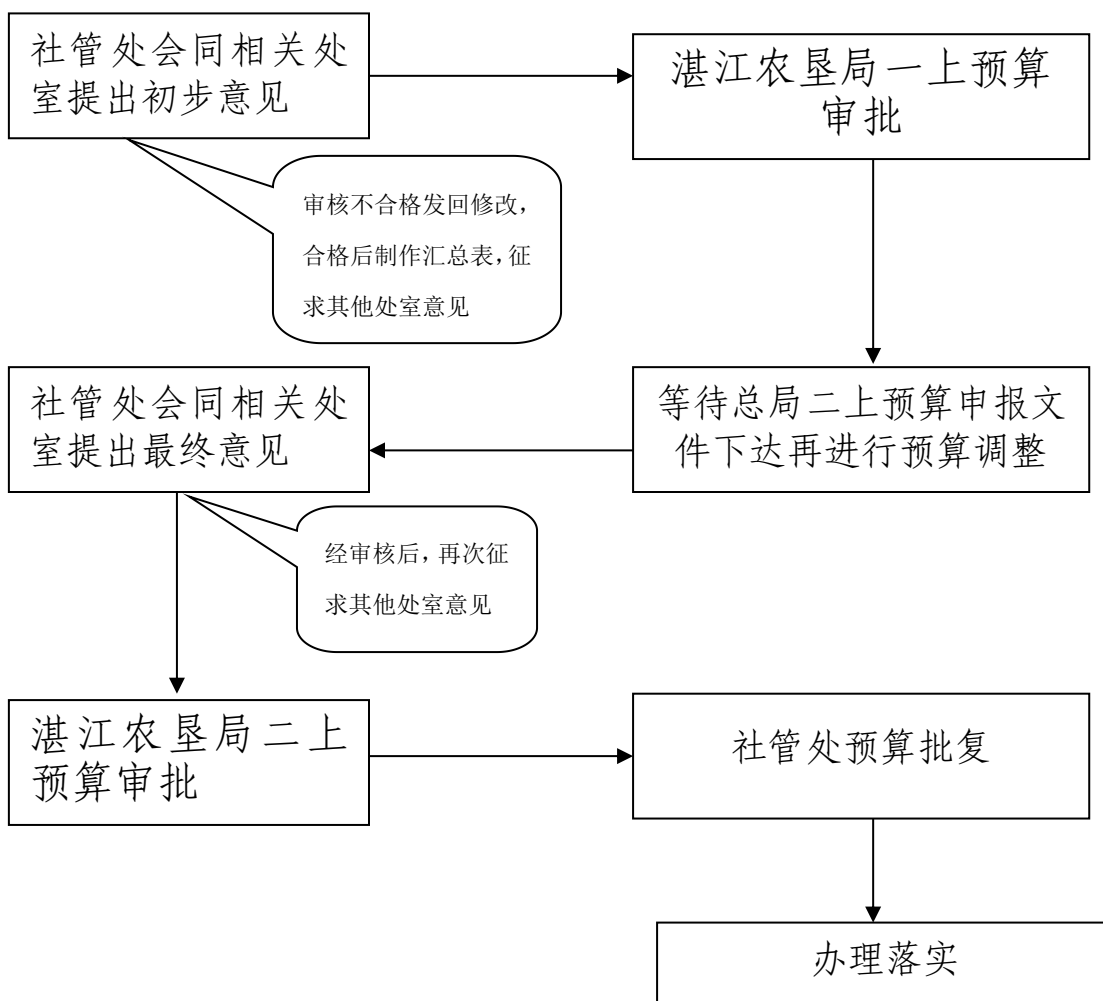 社管处会同相关处
室提出初步意见
湛江农垦局一上预算
审批
审核不合格发回修改，
合格后制作汇总表，征
求其他处室意见
社管处会同相关处
室提出最终意见
等待总局二上预算申报文
件下达再进行预算调整
经审核后，再次征
求其他处室意见
湛江农垦局二上
预算审批
社管处预算批复
办理落实